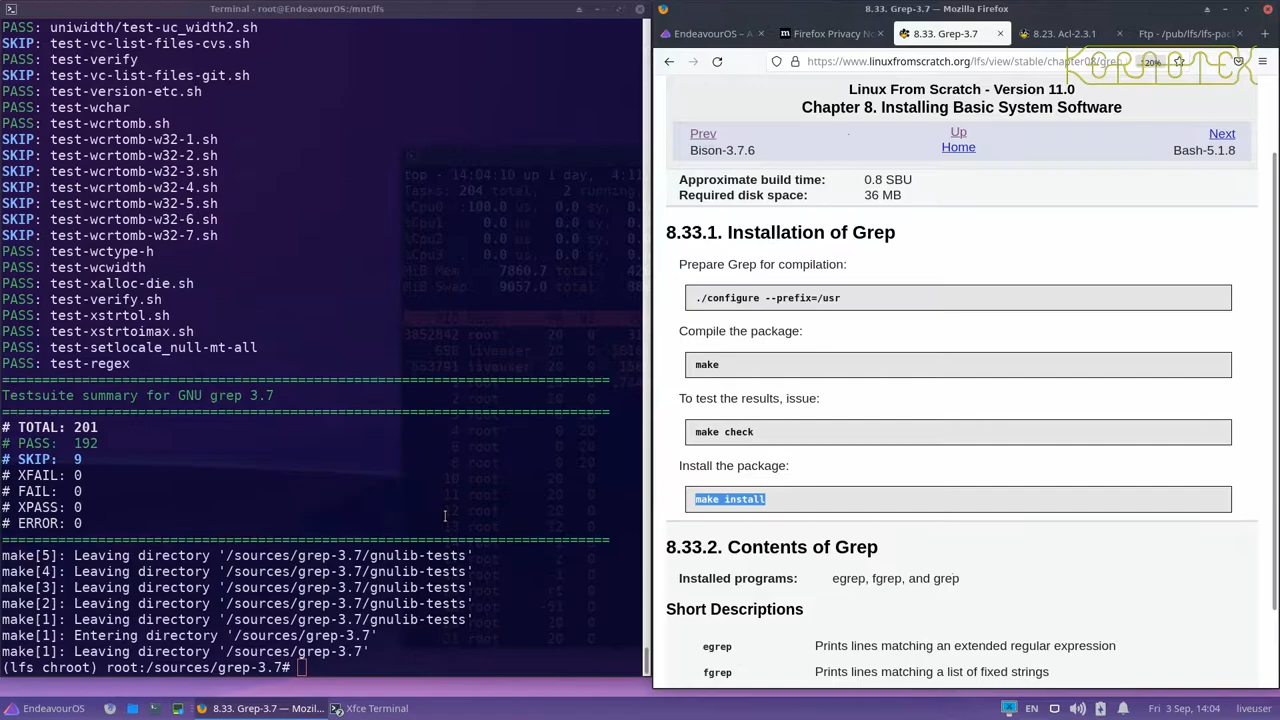 Terminal - EndeavourOS: /mnt/lfs
PASS: uniwidth/test-uc_width2.sh
SKIP: test-vc-list-files-cvs.sh
PASS: test-verify
SKIP: test-vc-list-files-git.sh
PASS: test-version-etc.sh
PASS: test-wchar
PASS: test-wcrtomb.sh
SKIP: test-wcrtomb-w32-1.sh
SKIP: test-wcrtomb-w32-2.sh
SKIP: test-wcrtomb-w32-3.sh
SKIP: test-wcrtomb-w32-4.sh
SKIP: test-wcrtomb-w32-5.sh
SKIP: test-wcrtomb-w32-6.sh
SKIP: test-wcrtomb-w32-7.sh
PASS: test-wctype-h
PASS: test-wcwidth
PASS: test-xalloc-die.sh
PASS: test-verify.sh
PASS: test-xstrtol.sh
PASS: test-xstrtoimax.sh
PASS: test-setlocale_null-mt-all
PASS: test-regex
Testsuite summary for GNU grep 3.7
# TOTAL: 201
# PASS: 192
# SKIP: 9
# XFAIL: 0
# FAIL: 0
# XPASS: 0
# ERROR: 0
make[5]: Leaving directory '/sources/grep-3.7/gnulib-tests'
make[4]: Leaving directory '/sources/grep-3.7/gnulib-tests'
make[3]: Leaving directory '/sources/grep-3.7/gnulib-tests'
make[2]: Leaving directory '/sources/grep-3.7/gnulib-tests'
make[1]: Leaving directory '/sources/grep-3.7/gnulib-tests'
make[1]: Entering directory '/sources/grep-3.7'
make[1]: Leaving directory '/sources/grep-3.7'
(lfs chroot) root:/sources/grep-3.7#
8.33. Grep-3.7 — Mozilla Firefox
EndeavourOS – A
Firefox Privacy No
8.33. Grep-3.7
8.23. Acl-2.3.1
Ftp - /pub/lfs/lfs-pac
https://www.linuxfromscratch.org/lfs/view/stable/chapter08/grep
120%
KOROTEX
Linux From Scratch - Version 11.0
Chapter 8. Installing Basic System Software
Prev Up Next
Bison-3.7.6 Home Bash-5.1.8
Approximate build time: 0.8 SBU
Required disk space: 36 MB
8.33.1. Installation of Grep
Prepare Grep for compilation:
./configure --prefix=/usr
Compile the package:
make
To test the results, issue:
make check
Install the package:
make install
8.33.2. Contents of Grep
Installed programs: egrep, fgrep, and grep
Short Descriptions
egrep Prints lines matching an extended regular expression
fgrep Prints lines matching a list of fixed strings
EndeavourOS
8.33. Grep-3.7 — Mozil...
Xfce Terminal
EN
Fri 3 Sep, 14:04
liveuser